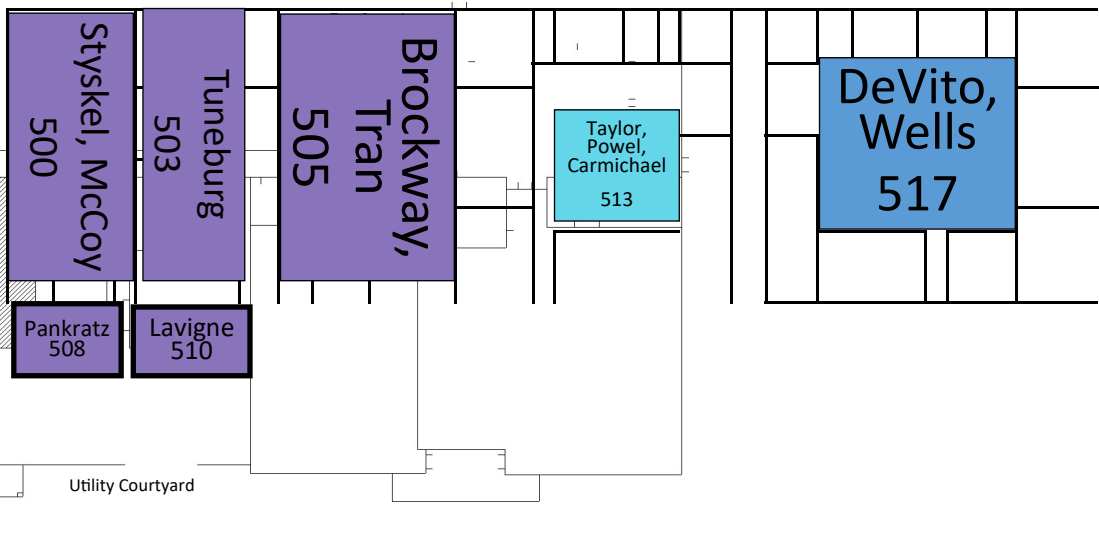 Styskel, McCoy
500
Tuneburg
503
Brockway,
Tran
505
Taylor,
Powel,
Carmichael
513
DeVito,
Wells
517
Pankratz
508
Lavigne
510
Utility Courtyard